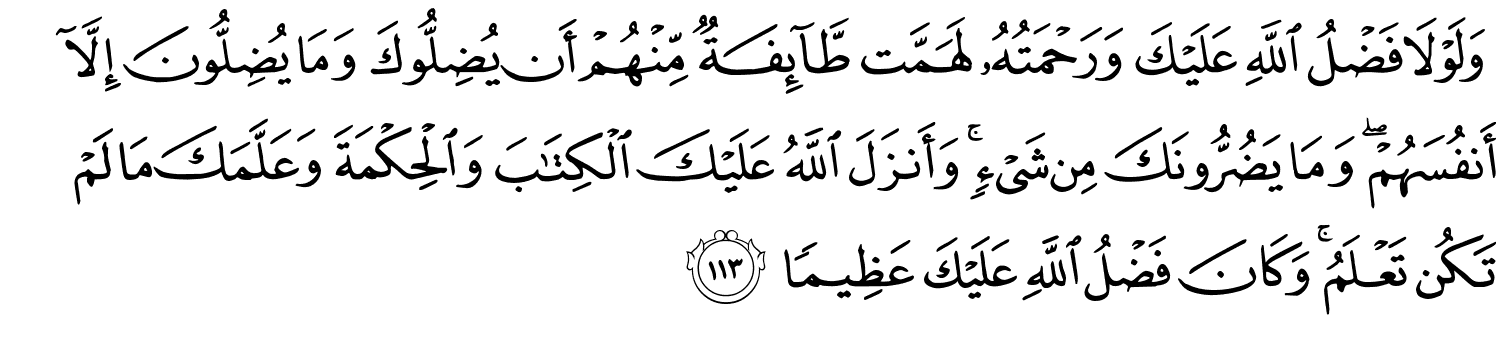 وَلَوْلَا فَضْلُ ٱللَّهِ عَلَيْكَ وَرَحْمَتُهُۥ لَهَمَّت طَّآئِفَةٌ مِّنْهُمْ أَن يُضِلُّوكَ وَمَا يُضِلُّونَ إِلَّآ
أَنفُسَهُمْ ۖ وَمَا يَضُرُّونَكَ مِن شَىْءٍ ۚ وَأَنزَلَ ٱللَّهُ عَلَيْكَ ٱلْكِتَـٰبَ وَٱلْحِكْمَةَ وَعَلَّمَكَ مَا لَمْ
تَكُن تَعْلَمُ ۚ وَكَانَ فَضْلُ ٱللَّهِ عَلَيْكَ عَظِيمًا ١١٣